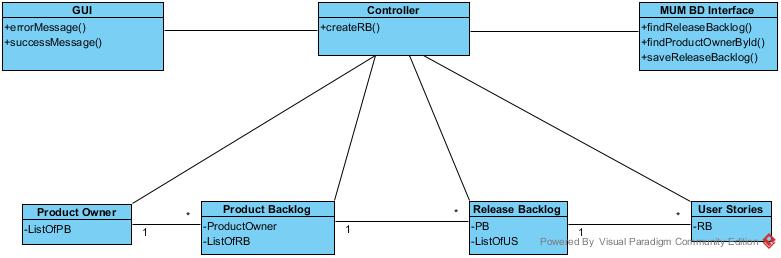 GUI
+errorMessage()
+successMessage()
Controller
+createRB()
MUM BD Interface
+findReleaseBacklog()
+findProductOwnerById()
+saveReleaseBacklog()
Product Owner
-ListOfPB
1
*
Product Backlog
-ProductOwner
-ListOfRB
1
*
Release Backlog
-PB
-ListOfUS
1
*
User Stories
-RB
Powered By Visual Paradigm Community Edition